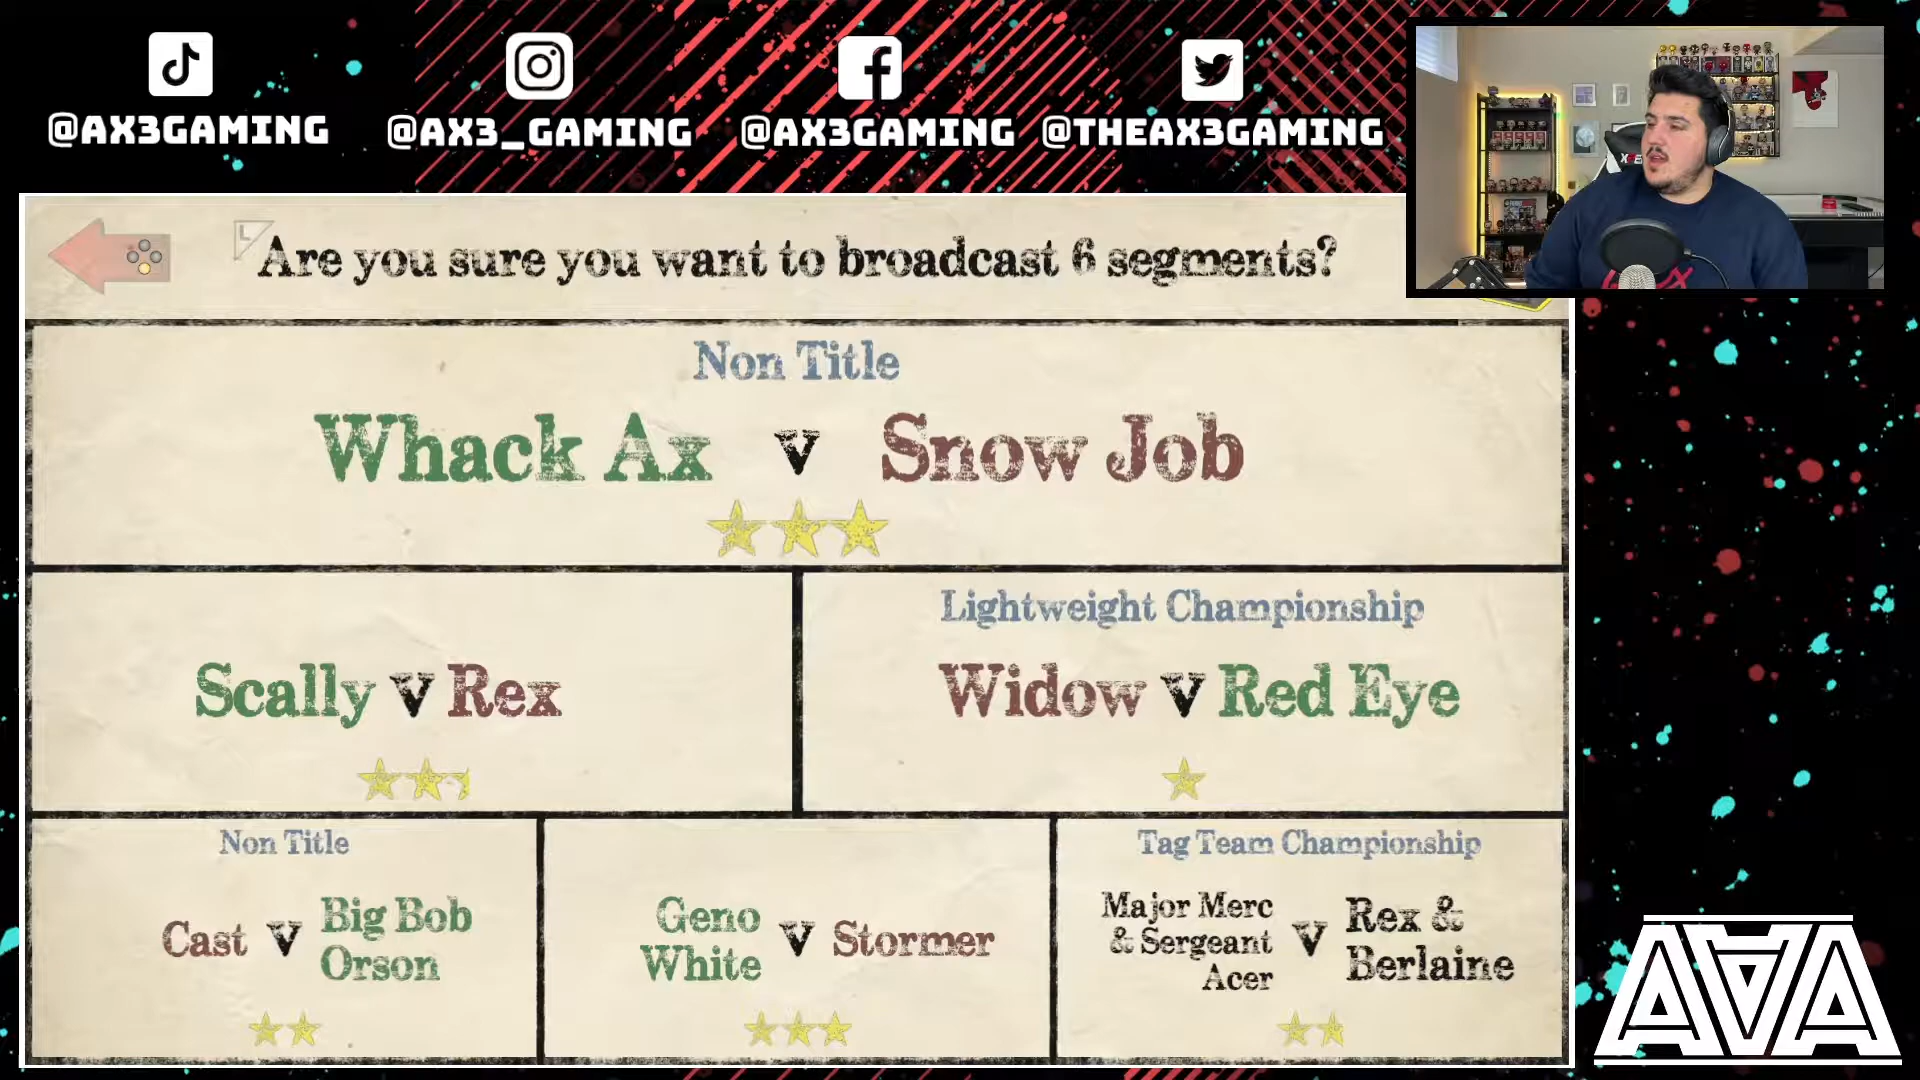 @AX3GAMING
@AX3_GAMING
@AX3GAMING
@THEAX3GAMING
L
Are you sure you want to broadcast 6 segments?
Non Title
Whack Ax v Snow Job
Scally v Rex
Lightweight Championship
Widow v Red Eye
Non Title
Cast v Big Bob
Orson
Geno
White v Stormer
Tag Team Championship
Major Merc
& Sergeant
Acer
v
Rex &
Berlaine